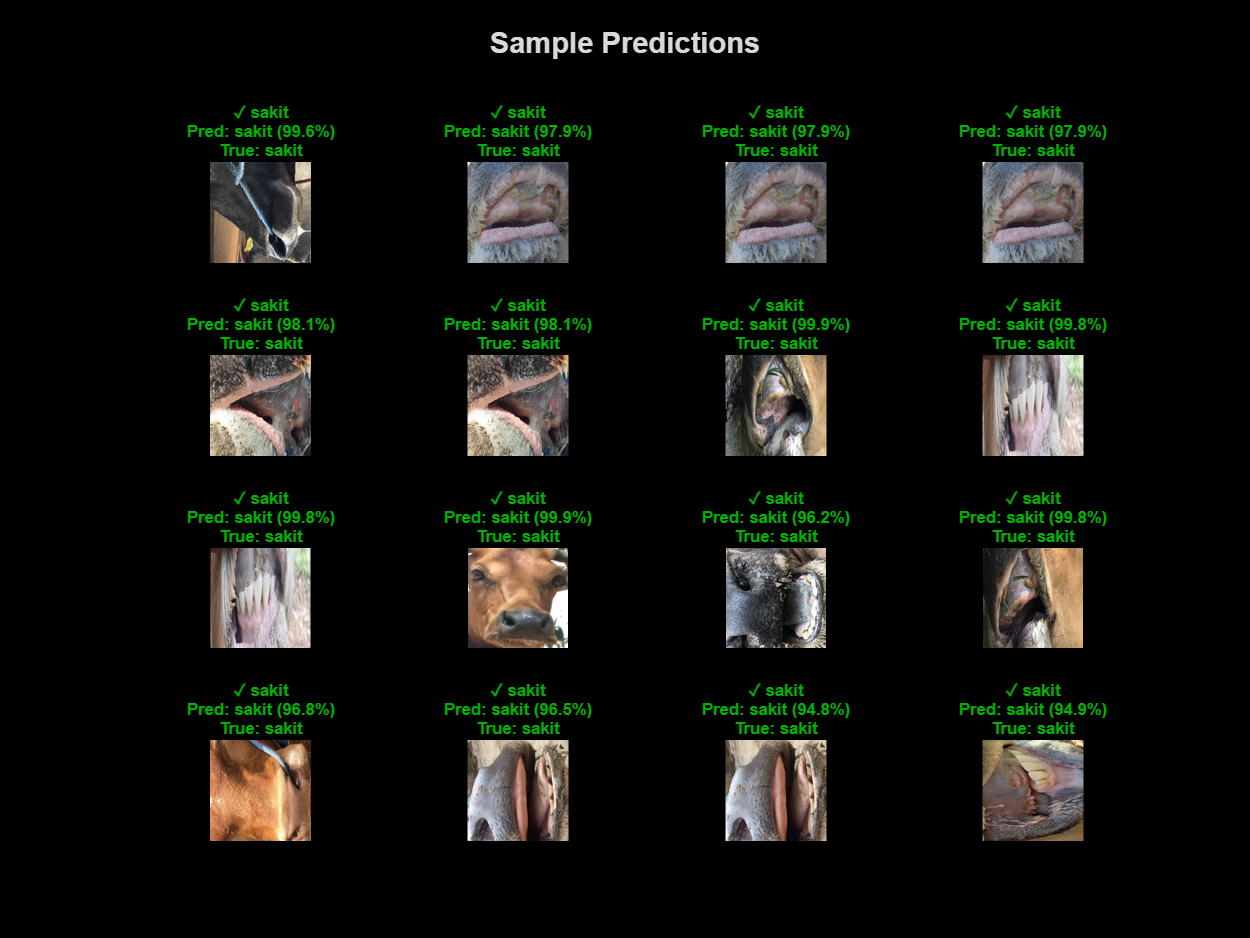 Sample Predictions
✓ sakit
Pred: sakit (99.6%)
True: sakit
✓ sakit
Pred: sakit (97.9%)
True: sakit
✓ sakit
Pred: sakit (97.9%)
True: sakit
✓ sakit
Pred: sakit (97.9%)
True: sakit
✓ sakit
Pred: sakit (98.1%)
True: sakit
✓ sakit
Pred: sakit (98.1%)
True: sakit
✓ sakit
Pred: sakit (99.9%)
True: sakit
✓ sakit
Pred: sakit (99.8%)
True: sakit
✓ sakit
Pred: sakit (99.8%)
True: sakit
✓ sakit
Pred: sakit (99.9%)
True: sakit
✓ sakit
Pred: sakit (96.2%)
True: sakit
✓ sakit
Pred: sakit (99.8%)
True: sakit
✓ sakit
Pred: sakit (96.8%)
True: sakit
✓ sakit
Pred: sakit (96.5%)
True: sakit
✓ sakit
Pred: sakit (94.8%)
True: sakit
✓ sakit
Pred: sakit (94.9%)
True: sakit